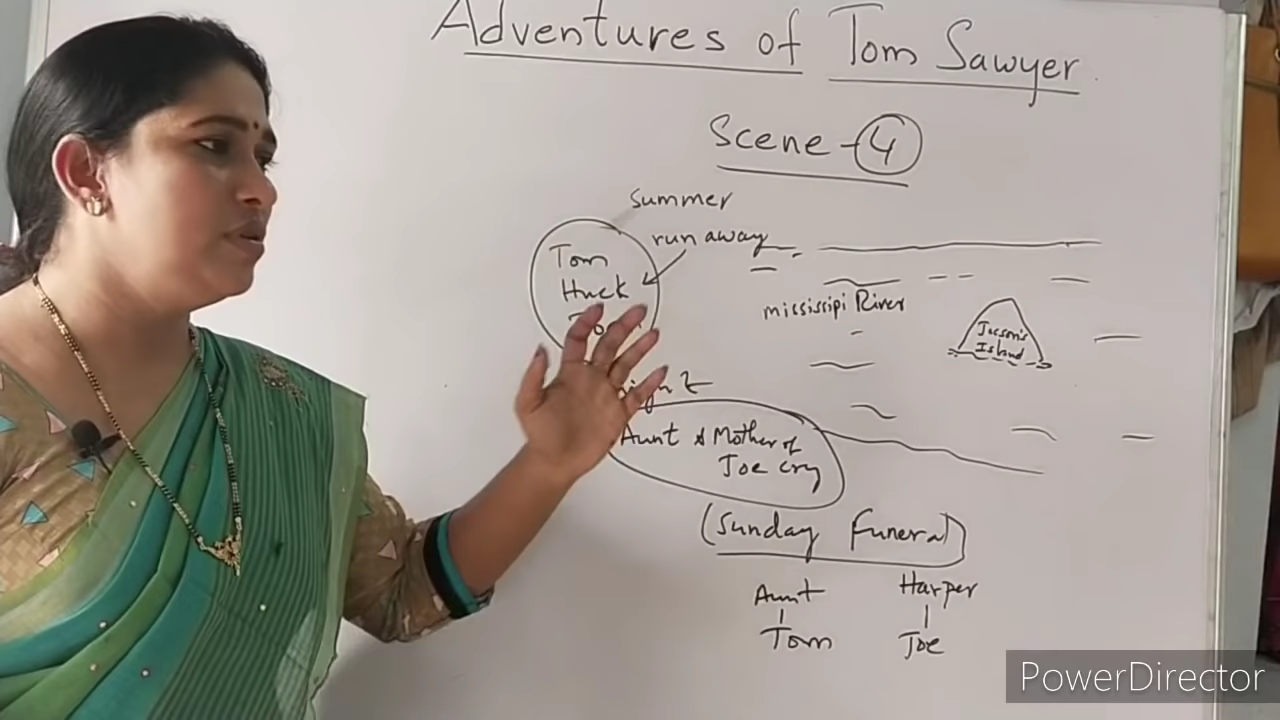 Adventures of Tom Sawyer
Scene-4
summer
run away
Tom
Huck
mississipi River
Island
Aunt & Mother of
Joe cry
(Sunday Funeral)
Aunt Harper
Tom Joe
PowerDirector